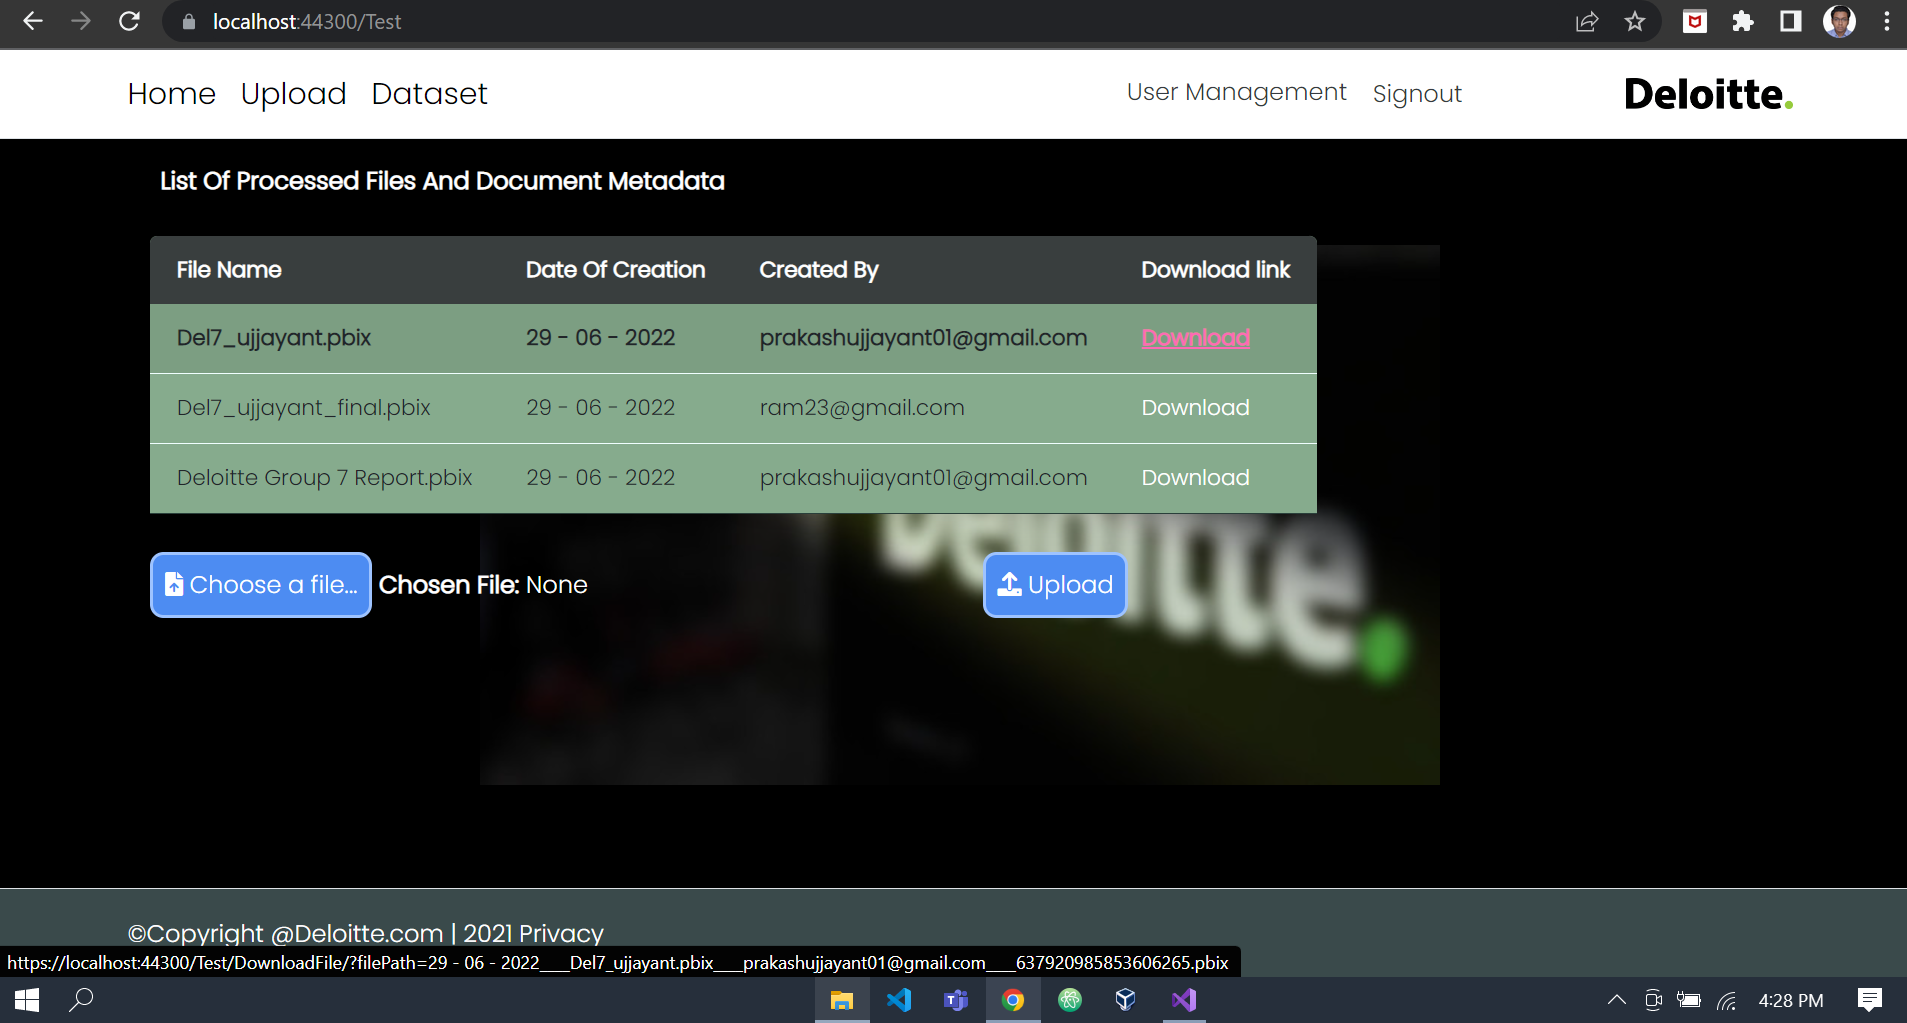 localhost:44300/Test
Home Upload Dataset User Management Signout Deloitte.
List Of Processed Files And Document Metadata
File Name Date Of Creation Created By Download link
Del7_ujjayant.pbix 29 - 06 - 2022 prakashujjayant01@gmail.com Download
Del7_ujjayant_final.pbix 29 - 06 - 2022 ram23@gmail.com Download
Deloitte Group 7 Report.pbix 29 - 06 - 2022 prakashujjayant01@gmail.com Download
Deloitte.
Choose a file... Chosen File: None Upload
©Copyright @Deloitte.com | 2021 Privacy
https://localhost:44300/Test/DownloadFile/?filePath=29 - 06 - 2022___Del7_ujjayant.pbix___prakashujjayant01@gmail.com___637920985853606265.pbix
4:28 PM